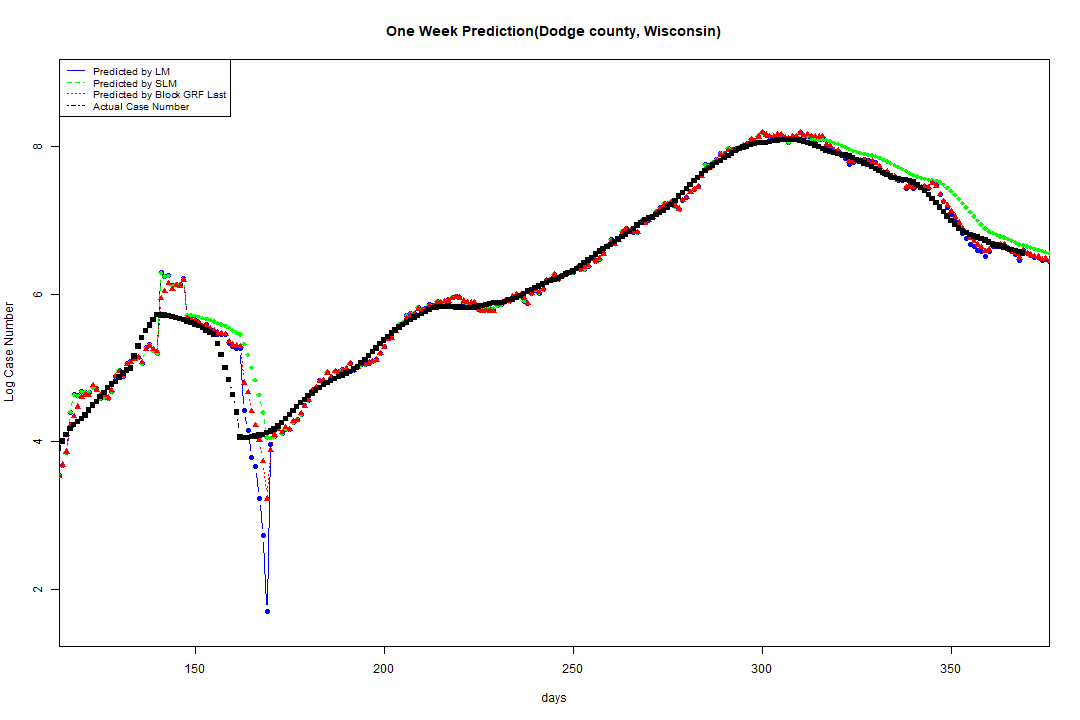 One Week Prediction(Dodge county, Wisconsin)
Predicted by LM
Predicted by SLM
Predicted by Block GRF Last
Actual Case Number
8
6
4
2
Log Case Number
150 200 250 300 350
days